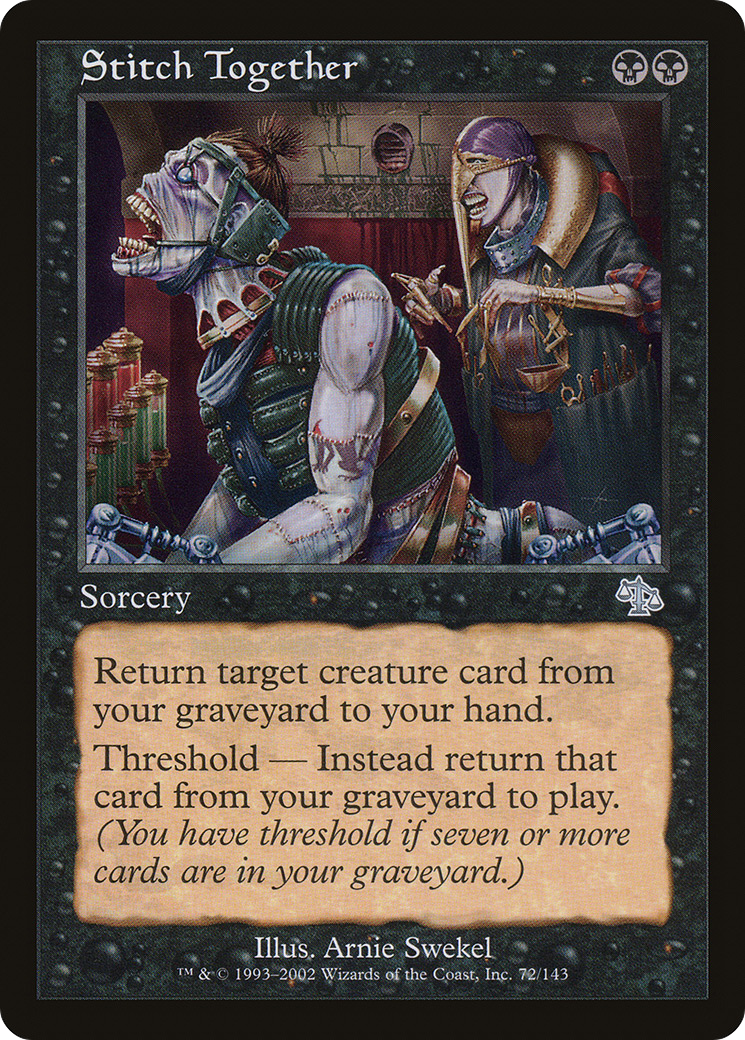 Stitch Together
Sorcery
Return target creature card from
your graveyard to your hand.
Threshold — Instead return that
card from your graveyard to play.
(You have threshold if seven or more
cards are in your graveyard.)
Illus. Arnie Swekel
™ & © 1993–2002 Wizards of the Coast, Inc. 72/143